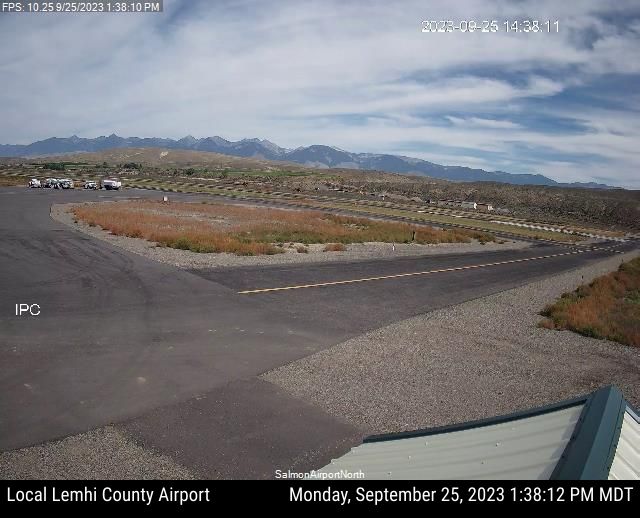 FPS: 10.25 9/25/2023 1:38:10 PM
2023-09-25 14:38:11
IPC
SalmonAirportNorth
Local Lemhi County Airport
Monday, September 25, 2023 1:38:12 PM MDT